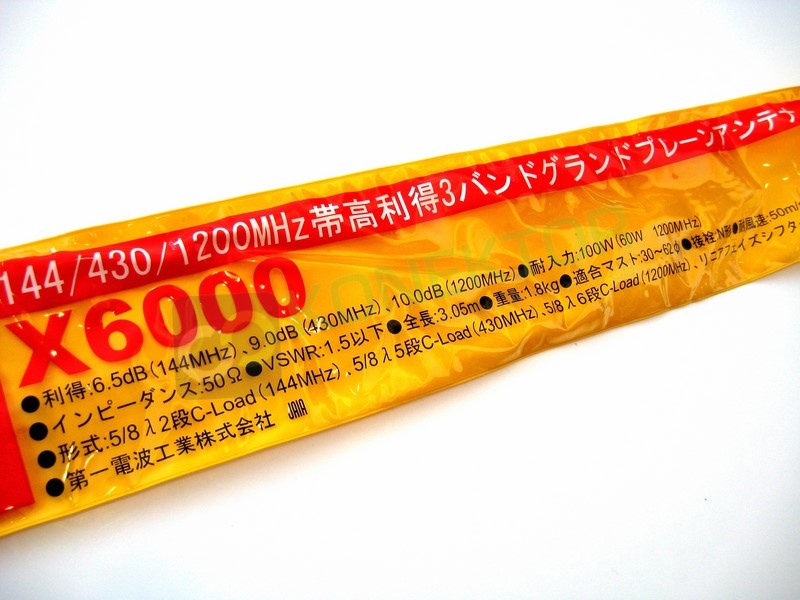 144/430/1200MHz帯高利得3バンドグランドプレーンアンテナ
X6000
●利得:6.5dB(144MHz)、9.0dB(430MHz)、10.0dB(1200MHz)●耐入力:100W(60W 1200MHz)
●インピーダンス:50Ω●VSWR:1.5以下●全長:3.05m●重量:1.8kg●適合マスト:30~62φ●接栓:N形●耐風速:50m/
●形式:5/8λ2段C-Load(144MHz)、5/8λ5段C-Load(430MHz)、5/8λ6段C-Load(1200NHz)、リニアフェイズシフタ
●第一電波工業株式会社 JAIA
KONEKTOR